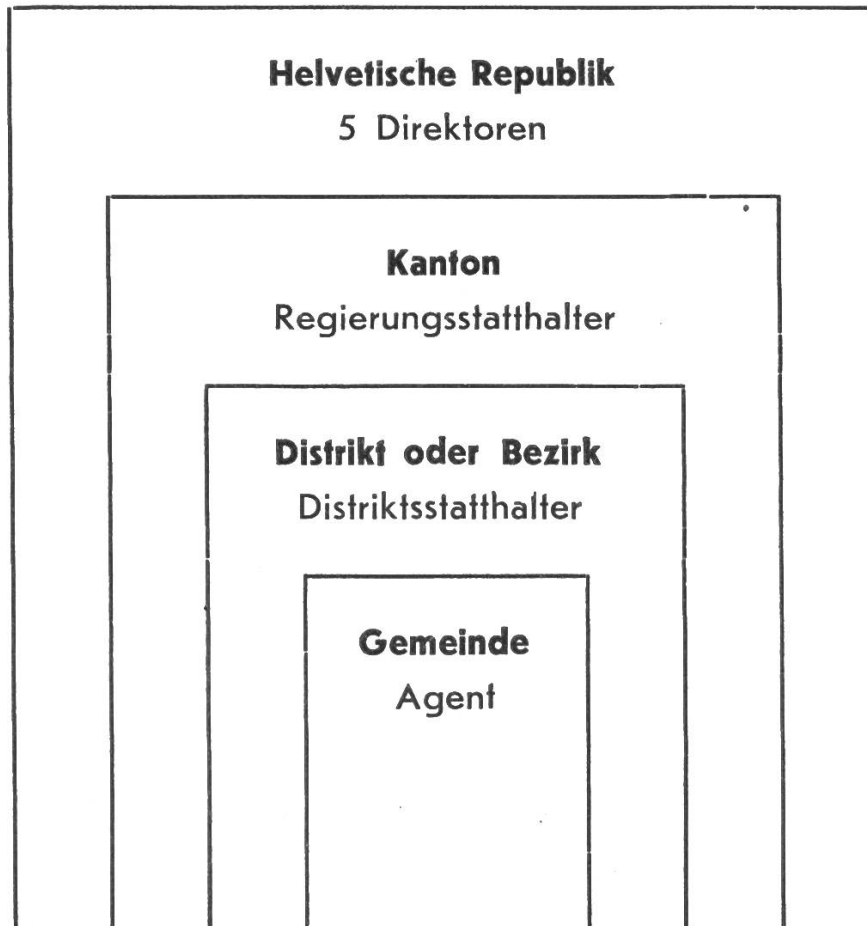 Helvetische Republik
5 Direktoren
Kanton
Regierungsstatthalter
Distrikt oder Bezirk
Distriktsstatthalter
Gemeinde
Agent